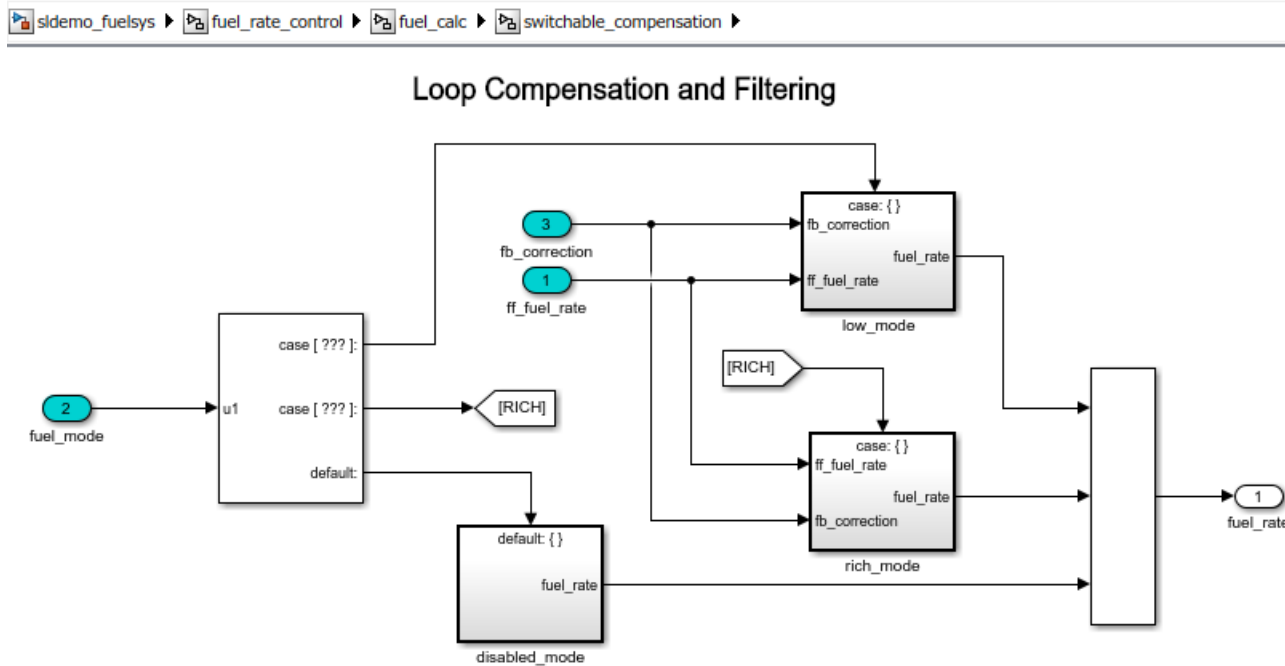 sldemo_fuelsys fuel_rate_control fuel_calc switchable_compensation
Loop Compensation and Filtering
case: { }
3
fb_correction
fb_correction
fuel_rate
1
ff_fuel_rate
ff_fuel_rate
low_mode
case [ ??? ]:
[RICH]
2
fuel_mode
u1
case [ ??? ]:
[RICH]
case: { }
ff_fuel_rate
fuel_rate
fb_correction
rich_mode
default:
default: { }
fuel_rate
disabled_mode
1
fuel_rate